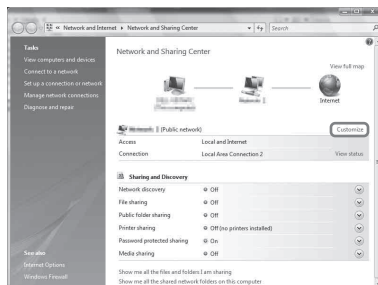 « Network and Internet ▸ Network and Sharing Center
Search
Tasks
View computers and devices
Connect to a network
Set up a connection or network
Manage network connections
Diagnose and repair
See also
Internet Options
Windows Firewall
Network and Sharing Center
View full map
Internet
(Public network)
Customize
Access Local and Internet
Connection Local Area Connection 2 View status
Sharing and Discovery
Network discovery Off
File sharing Off
Public folder sharing Off
Printer sharing Off (no printers installed)
Password protected sharing On
Media sharing Off
Show me all the files and folders I am sharing
Show me all the shared network folders on this computer